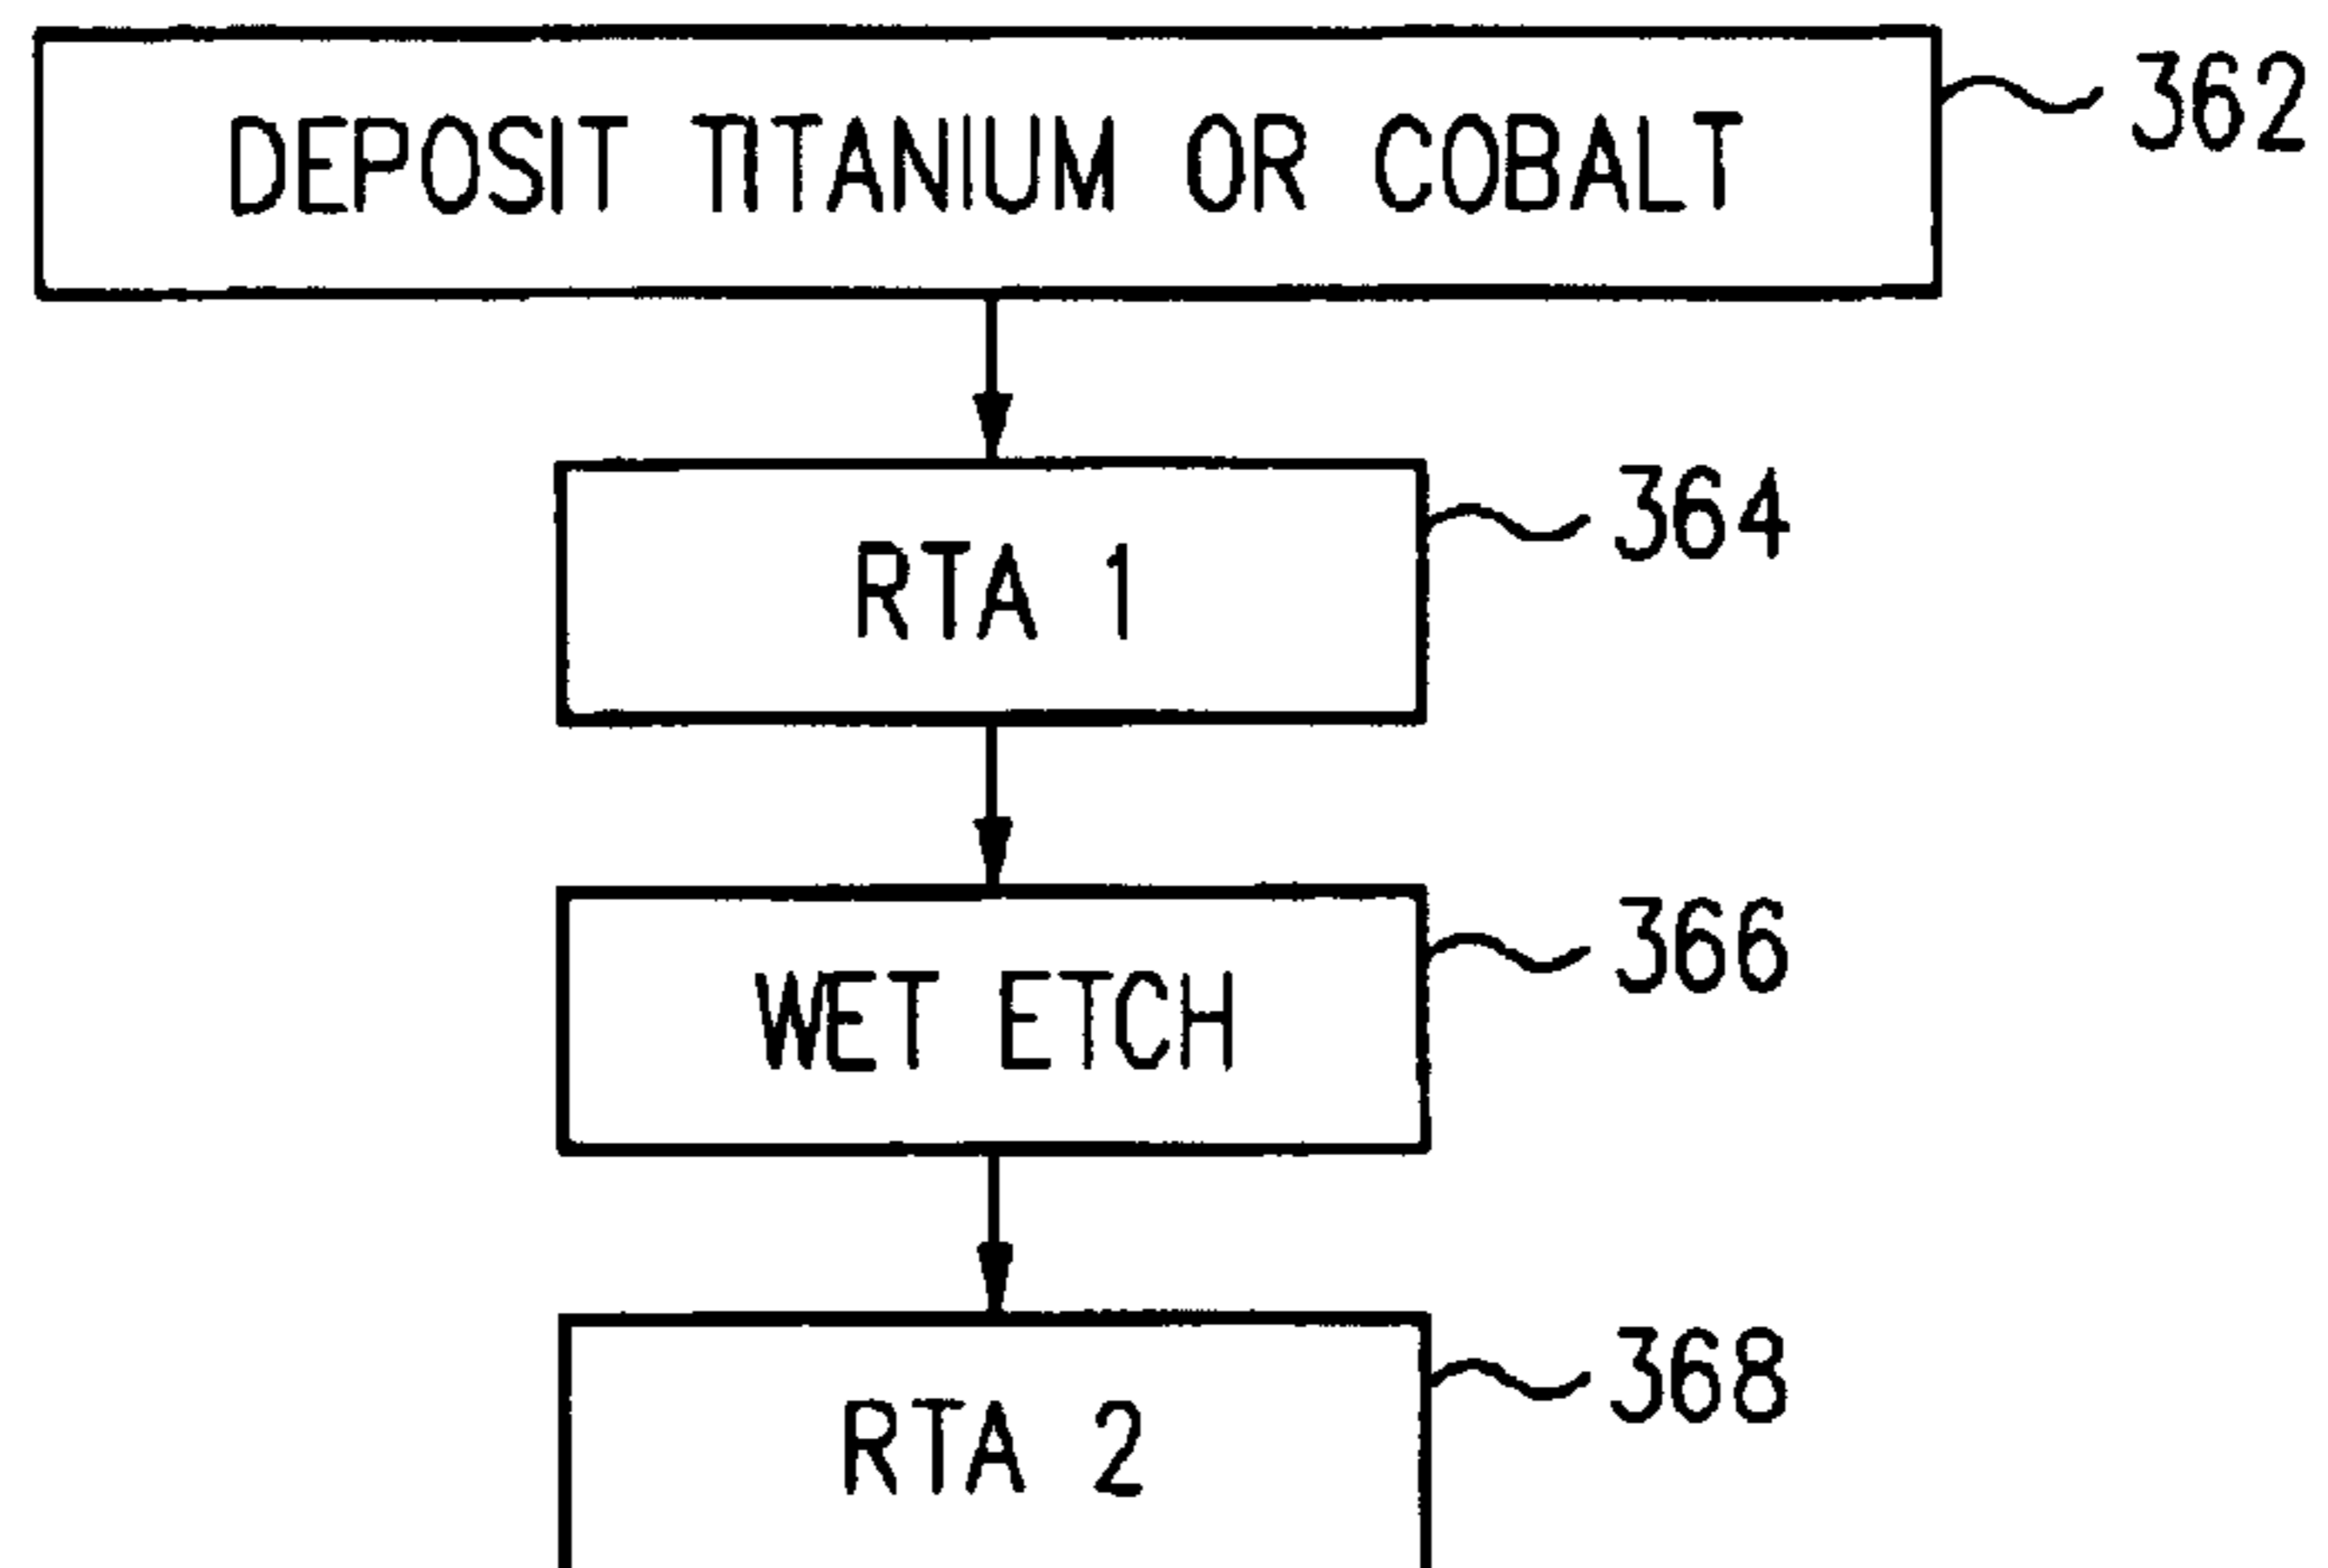 DEPOSIT TITANIUM OR COBALT
362
RTA 1
364
WET ETCH
366
RTA 2
368